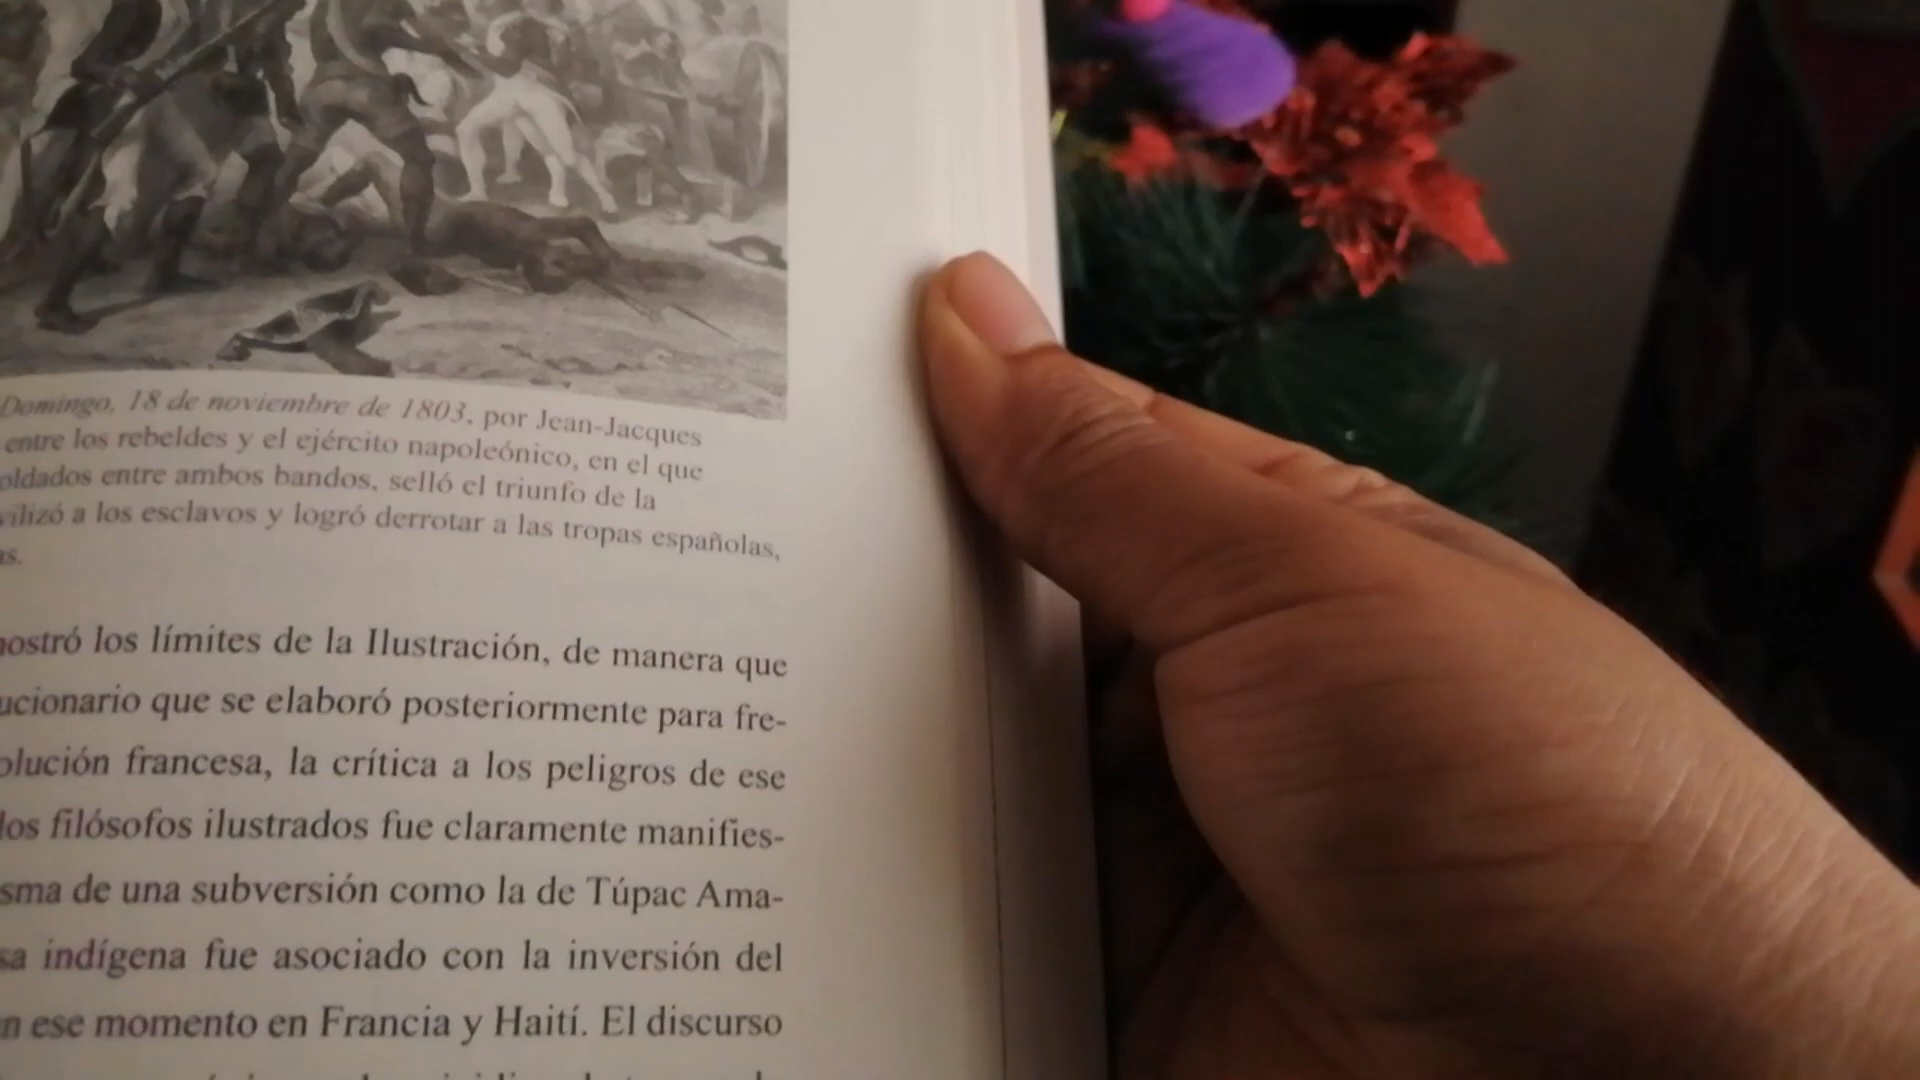 Domingo, 18 de noviembre de 1803, por Jean-Jacques
entre los rebeldes y el ejército napoleónico, en el que
oldados entre ambos bandos, selló el triunfo de la
vilizó a los esclavos y logró derrotar a las tropas españolas,
as.
nostró los límites de la Ilustración, de manera que
ucionario que se elaboró posteriormente para fre-
olución francesa, la crítica a los peligros de ese
los filósofos ilustrados fue claramente manifies-
sma de una subversión como la de Túpac Ama-
sa indígena fue asociado con la inversión del
n ese momento en Francia y Haití. El discurso